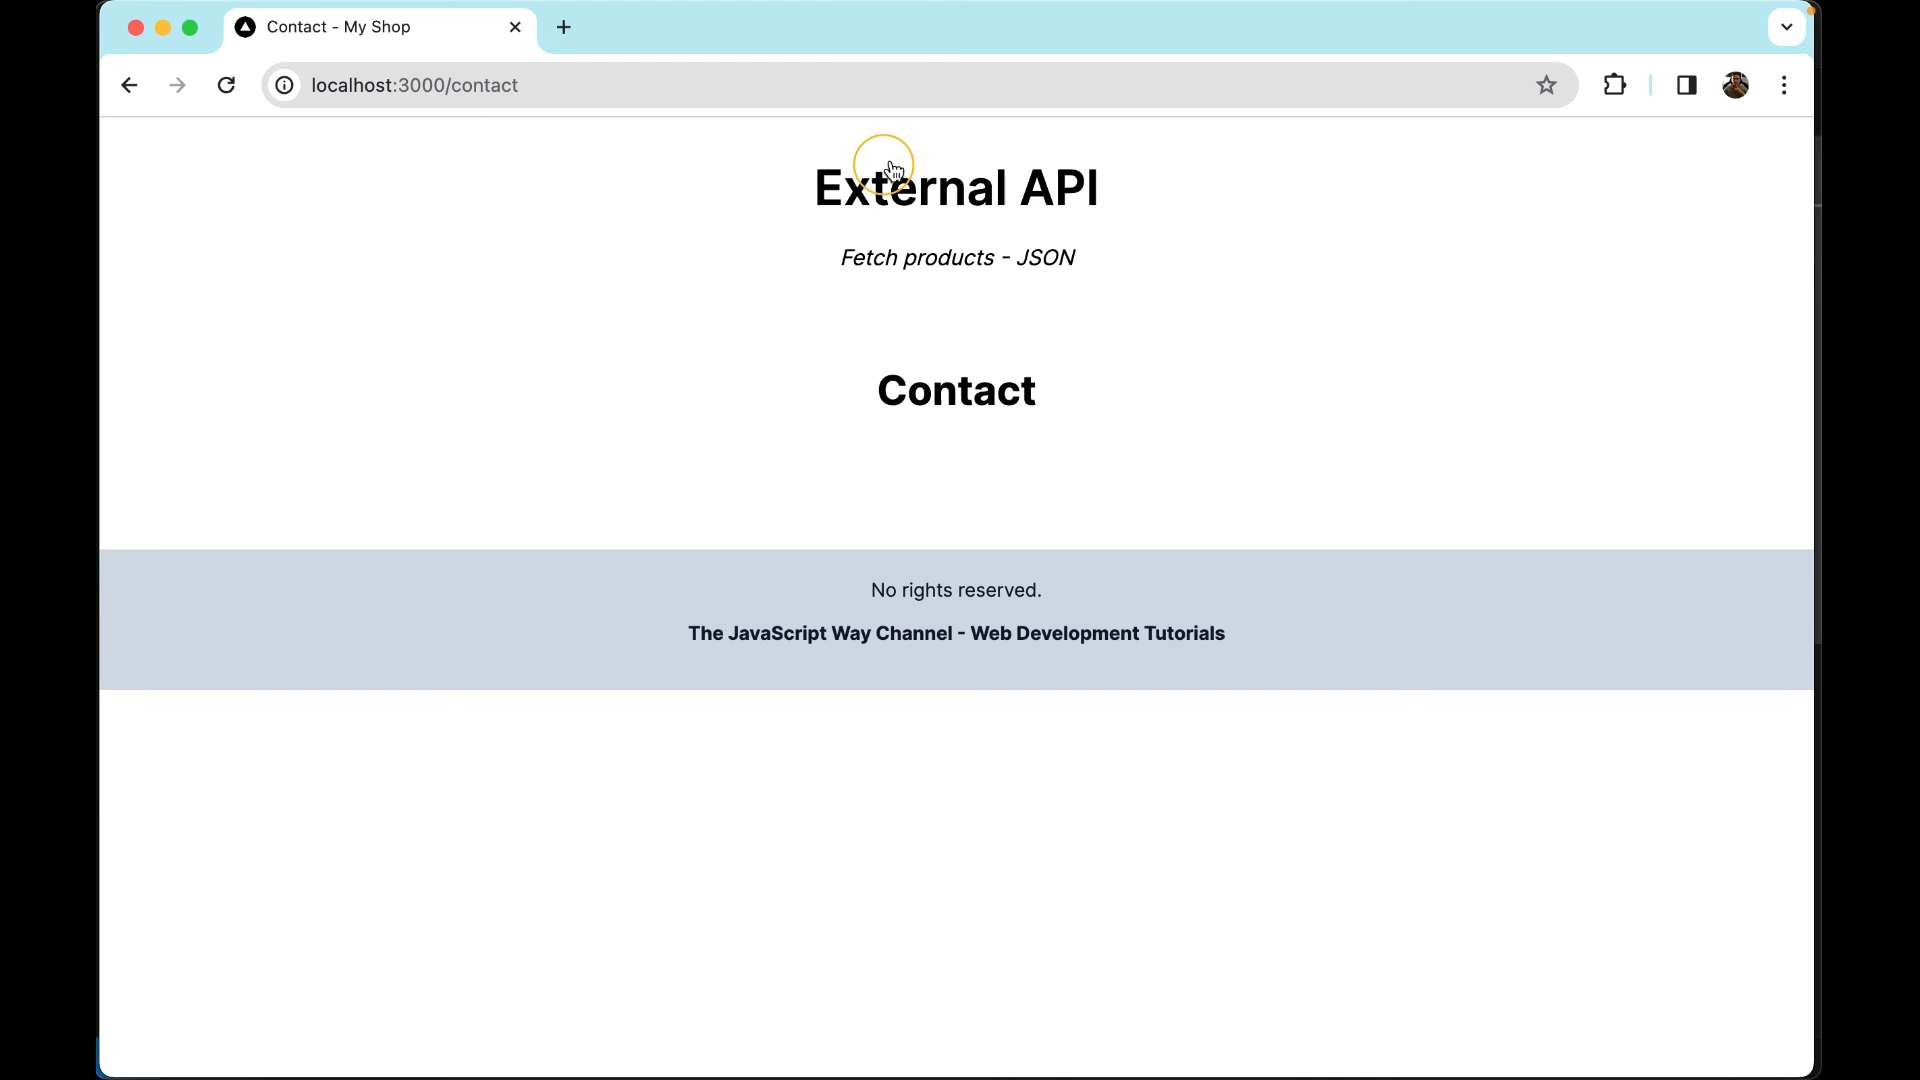 Contact - My Shop
localhost:3000/contact
External API
Fetch products - JSON
Contact
No rights reserved.
The JavaScript Way Channel - Web Development Tutorials